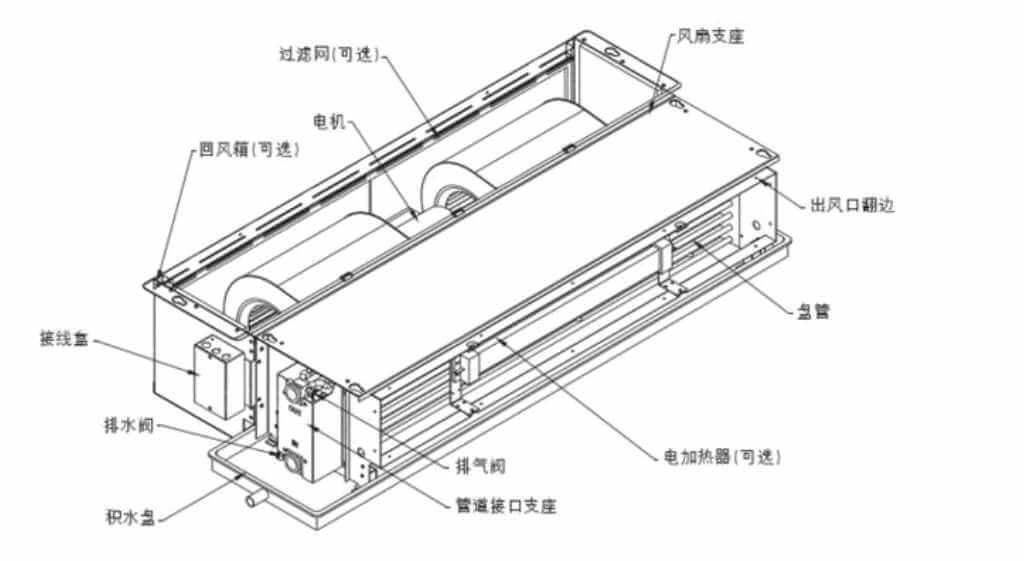 风扇支座
过滤网(可选)
电机
回风箱(可选)
出风口翻边
盘管
接线盒
排水阀
电加热器(可选)
排气阀
管道接口支座
积水盘